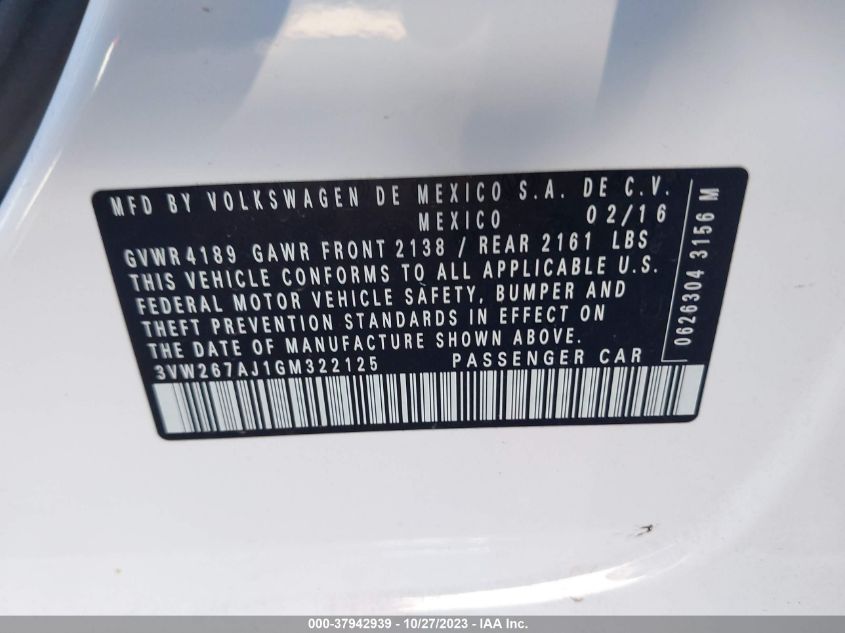 MFD BY VOLKSWAGEN DE MEXICO S.A. DE C.V.
MEXICO 02/16
GVWR 4189 GAWR FRONT 2138 / REAR 2161 LBS
THIS VEHICLE CONFORMS TO ALL APPLICABLE U.S.
FEDERAL MOTOR VEHICLE SAFETY, BUMPER AND
THEFT PREVENTION STANDARDS IN EFFECT ON
THE DATE OF MANUFACTURE SHOWN ABOVE.
3VW267AJ1GM322125 PASSENGER CAR
0626304 3156 M
000-37942939 - 10/27/2023 - IAA Inc.